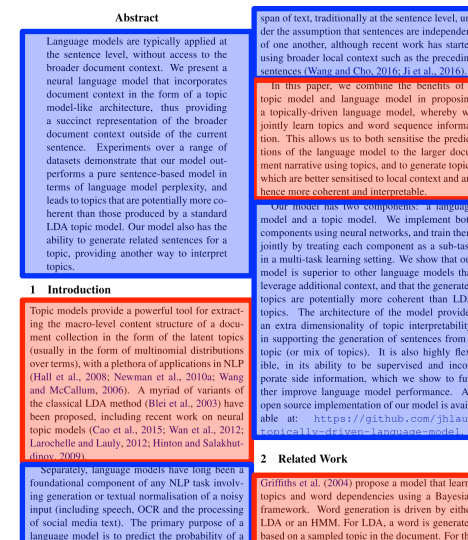 Abstract
Language models are typically applied at
the sentence level, without access to the
broader document context. We present a
neural language model that incorporates
document context in the form of a topic
model-like architecture, thus providing
a succinct representation of the broader
document context outside of the current
sentence. Experiments over a range of
datasets demonstrate that our model out-
performs a pure sentence-based model in
terms of language model perplexity, and
leads to topics that are potentially more co-
herent than those produced by a standard
LDA topic model. Our model also has the
ability to generate related sentences for a
topic, providing another way to interpret
topics.
1 Introduction
Topic models provide a powerful tool for extract-
ing the macro-level content structure of a docu-
ment collection in the form of the latent topics
(usually in the form of multinomial distributions
over terms), with a plethora of applications in NLP
(Hall et al., 2008; Newman et al., 2010a; Wang
and McCallum, 2006). A myriad of variants of
the classical LDA method (Blei et al., 2003) have
been proposed, including recent work on neural
topic models (Cao et al., 2015; Wan et al., 2012;
Larochelle and Lauly, 2012; Hinton and Salakhut-
dinov, 2009).
Separately, language models have long been a
foundational component of any NLP task involv-
ing generation or textual normalisation of a noisy
input (including speech, OCR and the processing
of social media text). The primary purpose of a
language model is to predict the probability of a
span of text, traditionally at the sentence level, un
der the assumption that sentences are independen
of one another, although recent work has starte
using broader local context such as the precedin
sentences (Wang and Cho, 2016; Ji et al., 2016).
In this paper, we combine the benefits of
topic model and language model in proposin
a topically-driven language model, whereby w
jointly learn topics and word sequence informa
tion. This allows us to both sensitise the predic
tions of the language model to the larger docu
ment narrative using topics, and to generate topic
which are better sensitised to local context and ar
hence more coherent and interpretable.
Our model has two components: a languag
model and a topic model. We implement bot
components using neural networks, and train them
jointly by treating each component as a sub-tas
in a multi-task learning setting. We show that ou
model is superior to other language models tha
leverage additional context, and that the generate
topics are potentially more coherent than LDA
topics. The architecture of the model provide
an extra dimensionality of topic interpretabilit
in supporting the generation of sentences from
topic (or mix of topics). It is also highly flex
ible, in its ability to be supervised and incor
porate side information, which we show to fur
ther improve language model performance. A
open source implementation of our model is avai
able at: https://github.com/jhlau
topically-driven-language-model.
2 Related Work
Griffiths et al. (2004) propose a model that learn
topics and word dependencies using a Bayesia
framework. Word generation is driven by eithe
LDA or an HMM. For LDA, a word is generate
based on a sampled topic in the document. For th